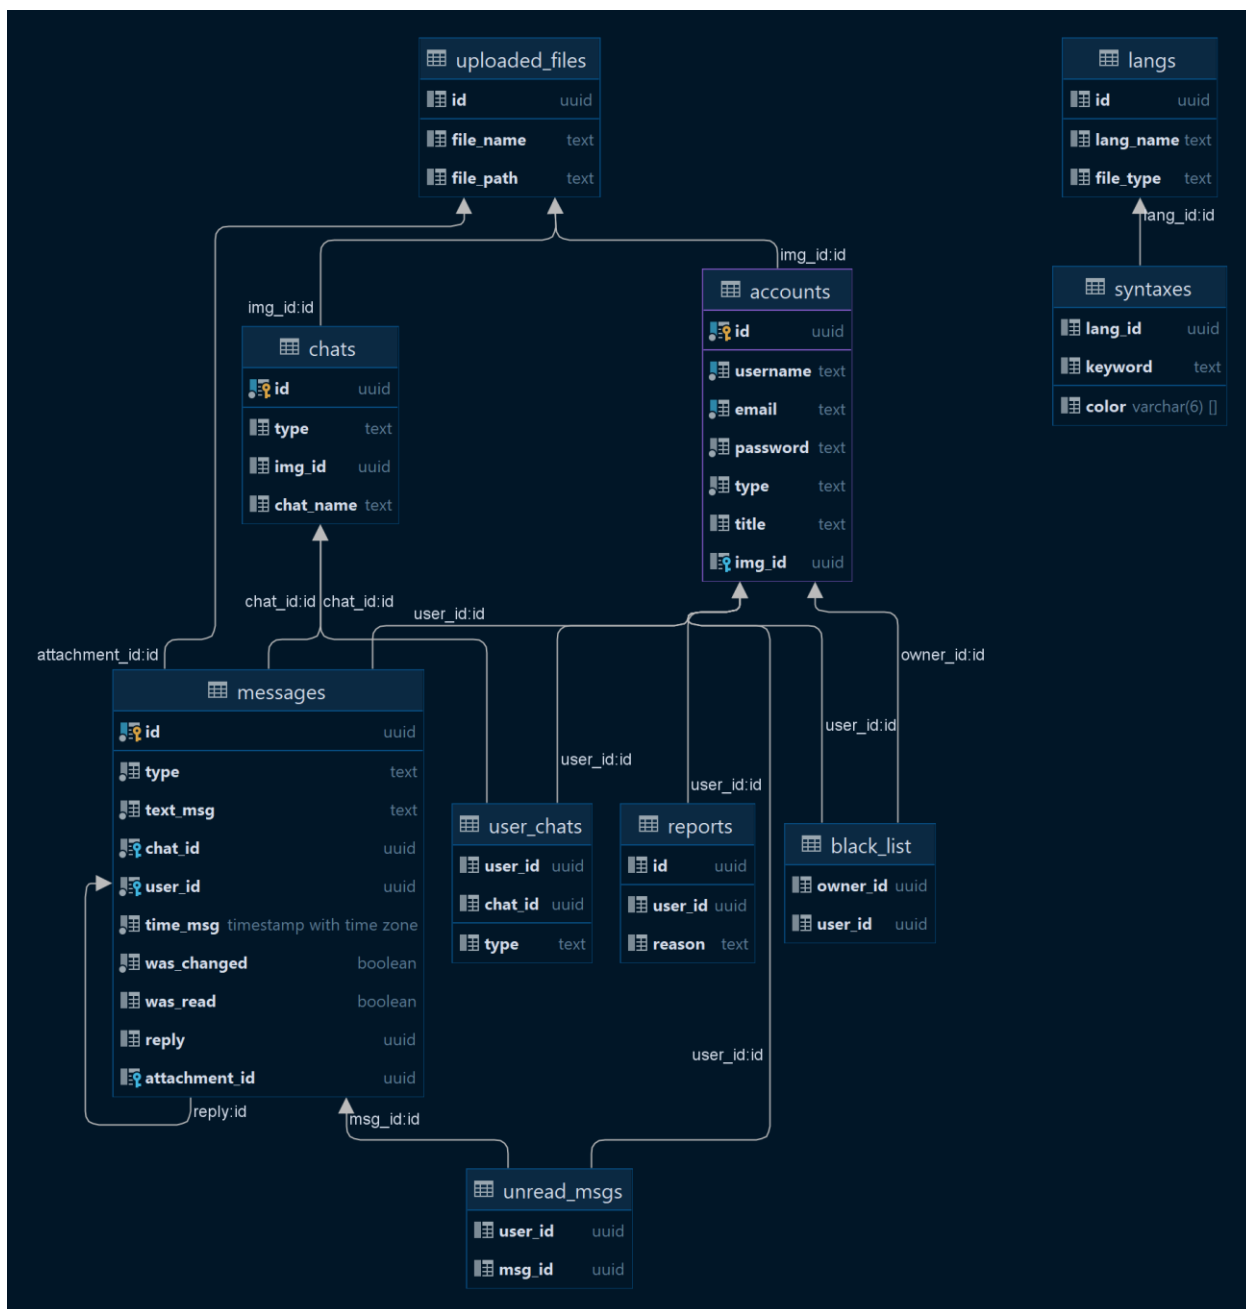 uploaded_files
id uuid
file_name text
file_path text
langs
id uuid
lang_name text
file_type text
lang_id:id
syntaxes
lang_id uuid
keyword text
color varchar(6) []
img_id:id
accounts
id uuid
username text
email text
password text
type text
title text
img_id uuid
img_id:id
chats
id uuid
type text
img_id uuid
chat_name text
chat_id:id chat_id:id
user_id:id
attachment_id:id
owner_id:id
messages
id uuid
type text
text_msg text
chat_id uuid
user_id uuid
time_msg timestamp with time zone
was_changed boolean
was_read boolean
reply uuid
attachment_id uuid
user_id:id
user_id:id
user_id:id
user_chats
user_id uuid
chat_id uuid
type text
reports
id uuid
user_id uuid
reason text
black_list
owner_id uuid
user_id uuid
user_id:id
reply:id
msg_id:id
unread_msgs
user_id uuid
msg_id uuid